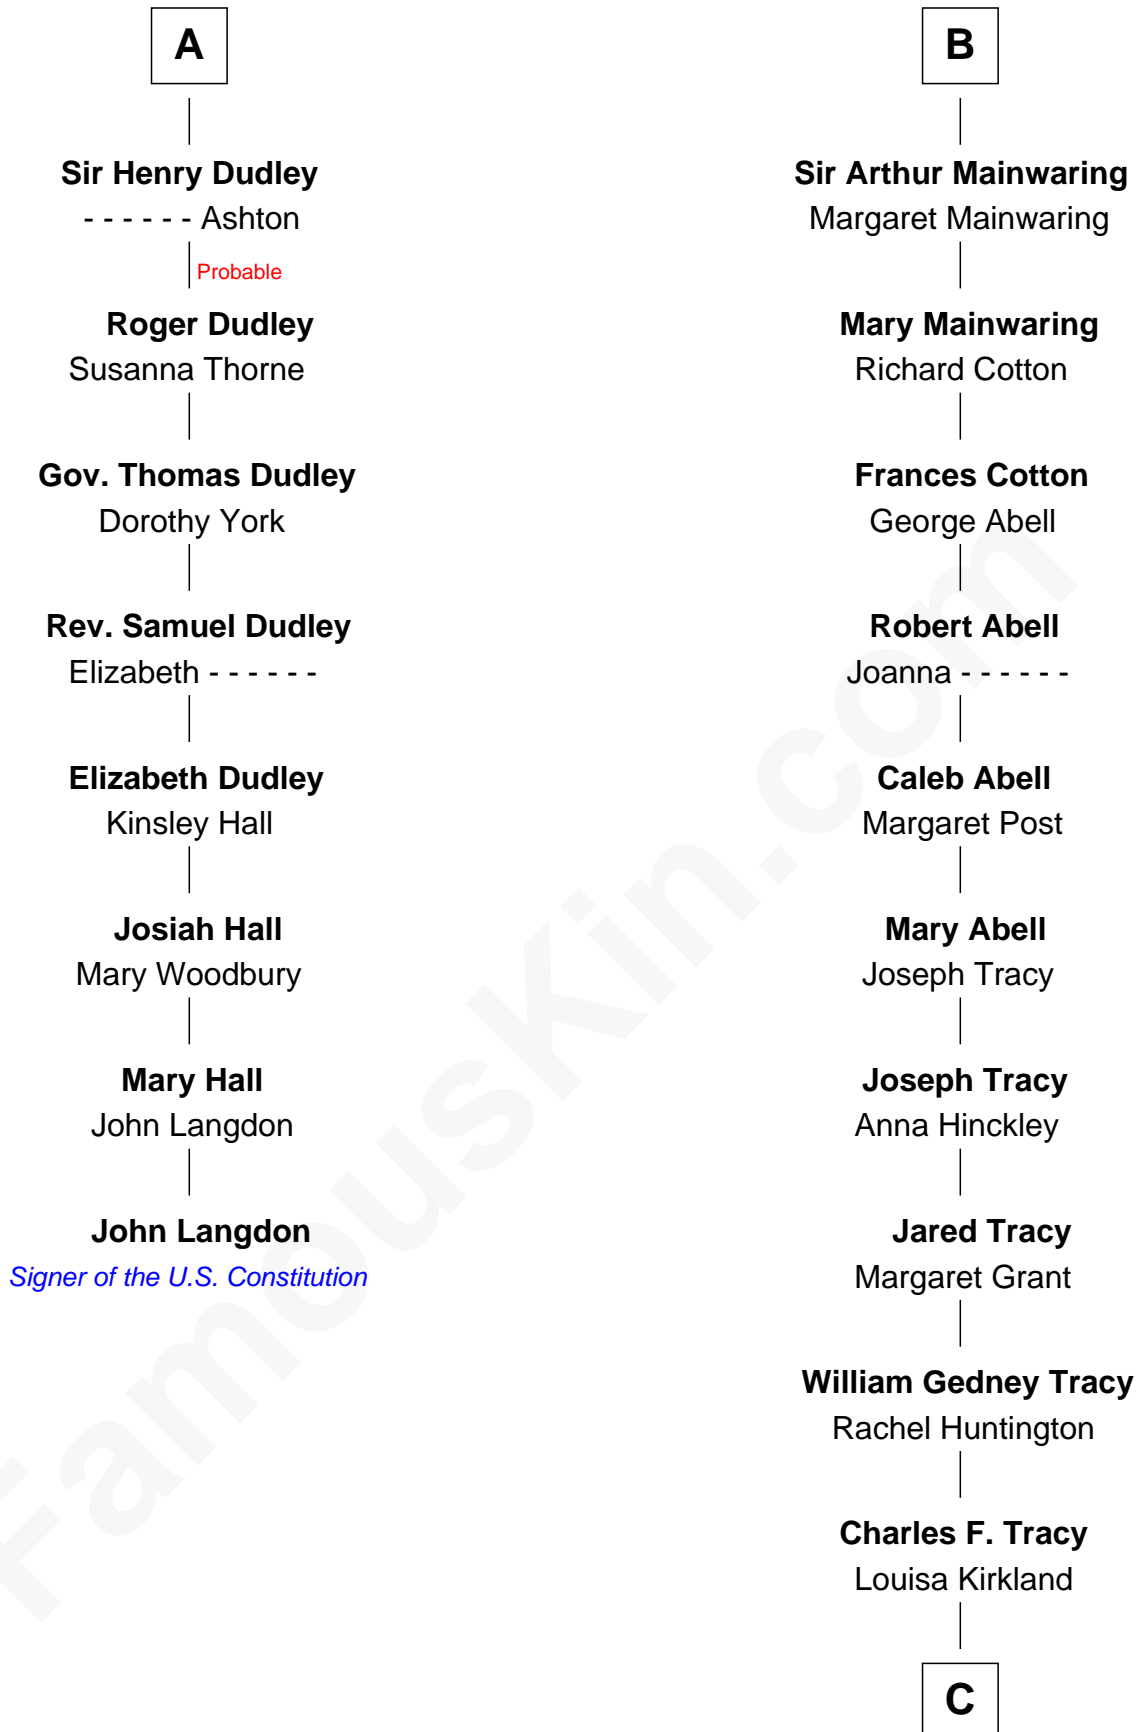 A
Sir Henry Dudley
- - - - - - Ashton
Probable
Roger Dudley
Susanna Thorne
Gov. Thomas Dudley
Dorothy York
Rev. Samuel Dudley
Elizabeth - - - - - -
Elizabeth Dudley
Kinsley Hall
Josiah Hall
Mary Woodbury
Mary Hall
John Langdon
John Langdon
Signer of the U.S. Constitution
B
Sir Arthur Mainwaring
Margaret Mainwaring
Mary Mainwaring
Richard Cotton
Frances Cotton
George Abell
Robert Abell
Joanna - - - - - -
Caleb Abell
Margaret Post
Mary Abell
Joseph Tracy
Joseph Tracy
Anna Hinckley
Jared Tracy
Margaret Grant
William Gedney Tracy
Rachel Huntington
Charles F. Tracy
Louisa Kirkland
C
FamousKin.com